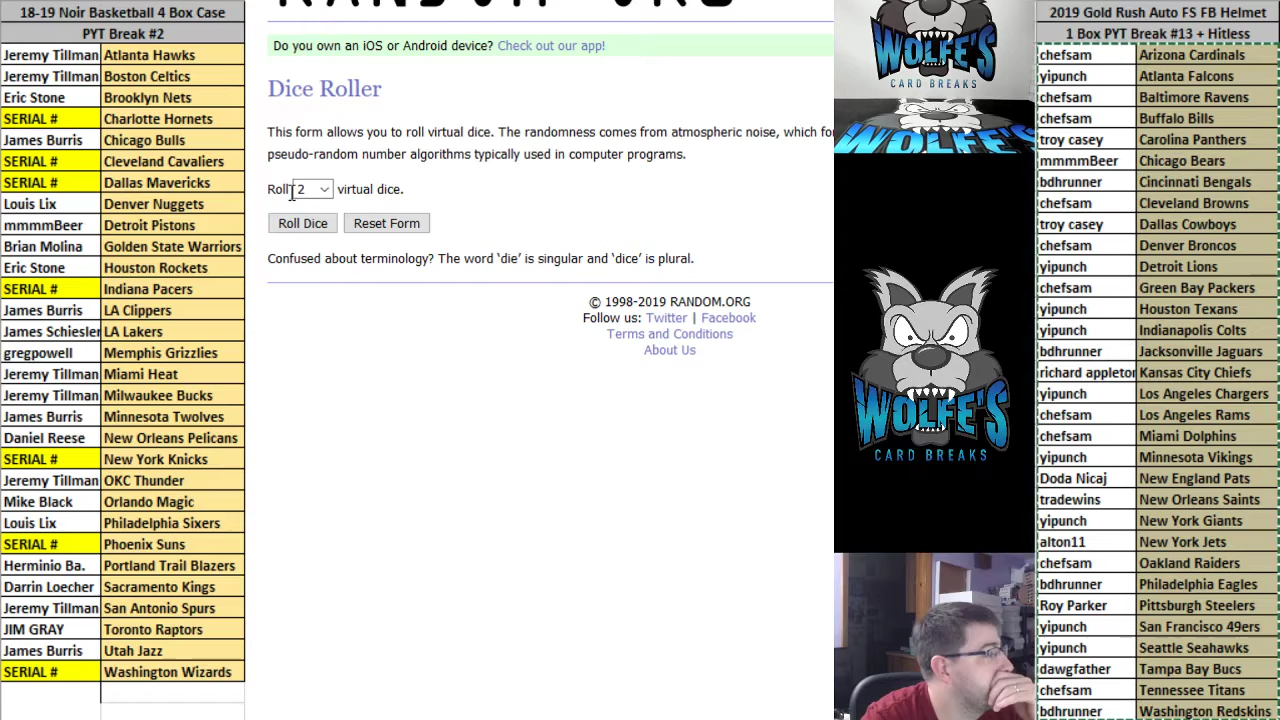 18-19 Noir Basketball 4 Box Case
PYT Break #2
Jeremy Tillman Atlanta Hawks
Jeremy Tillman Boston Celtics
Eric Stone Brooklyn Nets
SERIAL # Charlotte Hornets
James Burris Chicago Bulls
SERIAL # Cleveland Cavaliers
SERIAL # Dallas Mavericks
Louis Lix Denver Nuggets
mmmmBeer Detroit Pistons
Brian Molina Golden State Warriors
Eric Stone Houston Rockets
SERIAL # Indiana Pacers
James Burris LA Clippers
James Schiesler LA Lakers
gregpowell Memphis Grizzlies
Jeremy Tillman Miami Heat
Jeremy Tillman Milwaukee Bucks
James Burris Minnesota Twolves
Daniel Reese New Orleans Pelicans
SERIAL # New York Knicks
Jeremy Tillman OKC Thunder
Mike Black Orlando Magic
Louis Lix Philadelphia Sixers
SERIAL # Phoenix Suns
Herminio Ba. Portland Trail Blazers
Darrin Loecher Sacramento Kings
Jeremy Tillman San Antonio Spurs
JIM GRAY Toronto Raptors
James Burris Utah Jazz
SERIAL # Washington Wizards
RANDOM.ORG
Do you own an iOS or Android device? Check out our app!
Dice Roller
This form allows you to roll virtual dice. The randomness comes from atmospheric noise, which for
pseudo-random number algorithms typically used in computer programs.
Roll 2 virtual dice.
Roll Dice Reset Form
Confused about terminology? The word ‘die’ is singular and ‘dice’ is plural.
© 1998-2019 RANDOM.ORG
Follow us: Twitter | Facebook
Terms and Conditions
About Us
WOLFE'S
CARD BREAKS
WOLFE'S
WOLFE'S
CARD BREAKS
2019 Gold Rush Auto FS FB Helmet
1 Box PYT Break #13 + Hitless
chefsam Arizona Cardinals
yipunch Atlanta Falcons
chefsam Baltimore Ravens
chefsam Buffalo Bills
troy casey Carolina Panthers
mmmmBeer Chicago Bears
bdhrunner Cincinnati Bengals
chefsam Cleveland Browns
troy casey Dallas Cowboys
chefsam Denver Broncos
yipunch Detroit Lions
chefsam Green Bay Packers
yipunch Houston Texans
yipunch Indianapolis Colts
bdhrunner Jacksonville Jaguars
richard appleton Kansas City Chiefs
yipunch Los Angeles Chargers
chefsam Los Angeles Rams
chefsam Miami Dolphins
yipunch Minnesota Vikings
Doda Nicaj New England Pats
tradewins New Orleans Saints
yipunch New York Giants
alton11 New York Jets
chefsam Oakland Raiders
bdhrunner Philadelphia Eagles
Roy Parker Pittsburgh Steelers
yipunch San Francisco 49ers
yipunch Seattle Seahawks
dawgfather Tampa Bay Bucs
chefsam Tennessee Titans
bdhrunner Washington Redskins